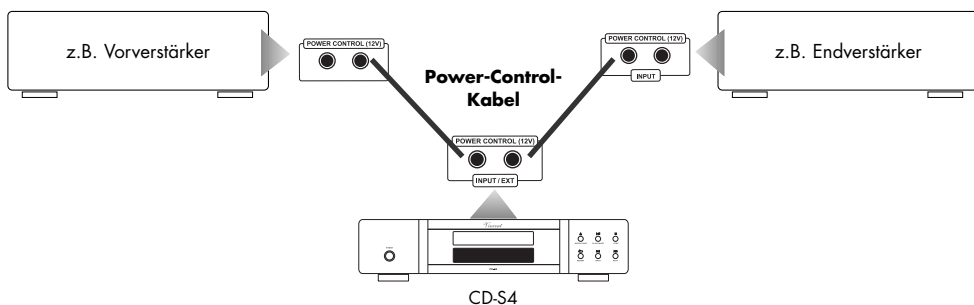 z.B. Vorverstärker
POWER CONTROL (12V)
Power-Control-
Kabel
POWER CONTROL (12V)
INPUT
z.B. Endverstärker
POWER CONTROL (12V)
INPUT / EXT
Vincent
CD-S4